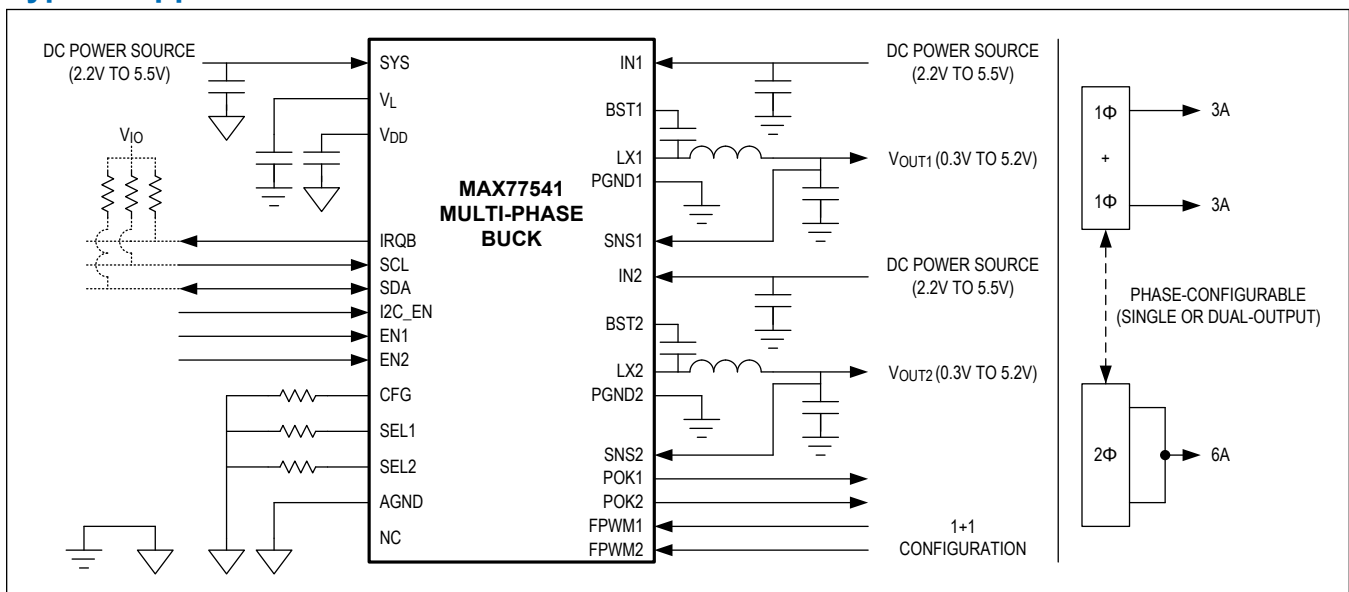 DC POWER SOURCE
(2.2V TO 5.5V)
VIO
SYS
VL
VDD
IRQB
SCL
SDA
I2C_EN
EN1
EN2
CFG
SEL1
SEL2
AGND
NC
MAX77541
MULTI-PHASE
BUCK
IN1
BST1
LX1
PGND1
SNS1
IN2
BST2
LX2
PGND2
SNS2
POK1
POK2
FPWM1
FPWM2
DC POWER SOURCE
(2.2V TO 5.5V)
VOUT1 (0.3V TO 5.2V)
DC POWER SOURCE
(2.2V TO 5.5V)
VOUT2 (0.3V TO 5.2V)
1+1
CONFIGURATION
1Φ
+
1Φ
3A
3A
PHASE-CONFIGURABLE
(SINGLE OR DUAL-OUTPUT)
2Φ
6A